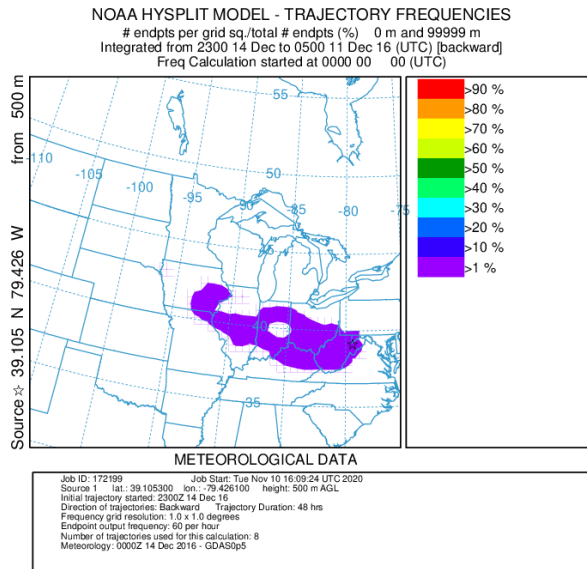 NOAA HYSPLIT MODEL - TRAJECTORY FREQUENCIES
# endpts per grid sq./total # endpts (%)    0 m and 99999 m
Integrated from 2300 14 Dec to 0500 11 Dec 16 (UTC) [backward]
Freq Calculation started at 0000 00    00 (UTC)
Source ☆ 39.105 N 79.426 W    from 500 m
55
-110
-105
-100
50
-95
-90
-85
-80
-75
45
40
35
>90 %
>80 %
>70 %
>60 %
>50 %
>40 %
>30 %
>20 %
>10 %
>1 %
METEOROLOGICAL DATA
Job ID: 172199    Job Start: Tue Nov 10 16:09:24 UTC 2020
Source 1    lat.: 39.105300    lon.: -79.426100    height: 500 m AGL
Initial trajectory started: 2300Z 14 Dec 16
Direction of trajectories: Backward    Trajectory Duration: 48 hrs
Frequency grid resolution: 1.0 x 1.0 degrees
Endpoint output frequency: 60 per hour
Number of trajectories used for this calculation: 8
Meteorology: 0000Z 14 Dec 2016 - GDAS0p5